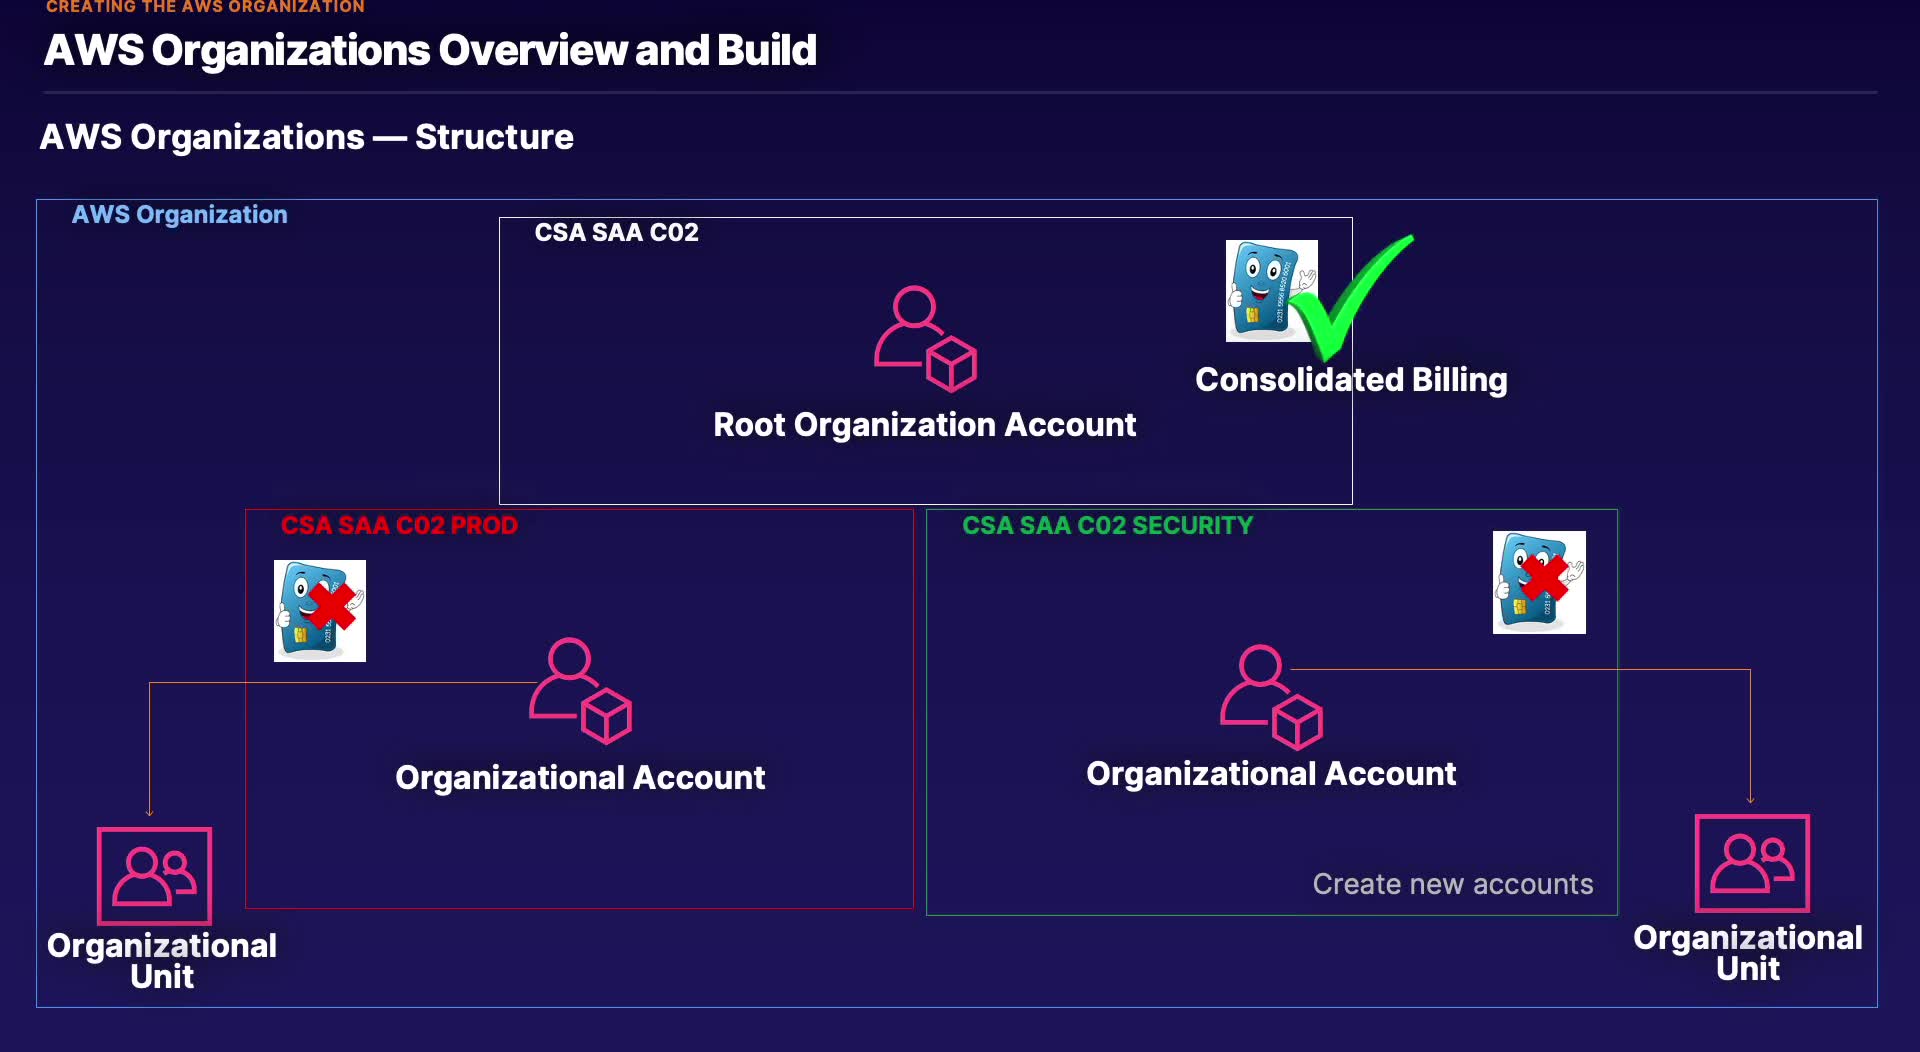 CREATING THE AWS ORGANIZATION
AWS Organizations Overview and Build
AWS Organizations — Structure
AWS Organization
CSA SAA C02
Consolidated Billing
Root Organization Account
CSA SAA C02 PROD
CSA SAA C02 SECURITY
Organizational Account
Organizational Account
Create new accounts
Organizational
Unit
Organizational
Unit